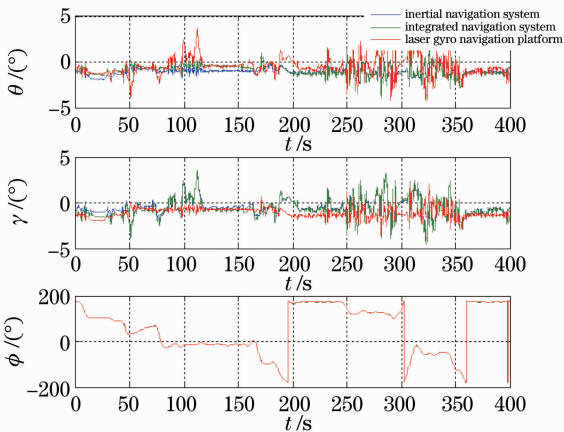 inertial navigation system
integrated navigation system
laser gyro navigation platform
5
0
−5
θ /(°)
0 50 100 150 200 250 300 350 400
t /s
5
0
−5
γ /(°)
0 50 100 150 200 250 300 350 400
t /s
200
0
−200
ϕ /(°)
0 50 100 150 200 250 300 350 400
t /s